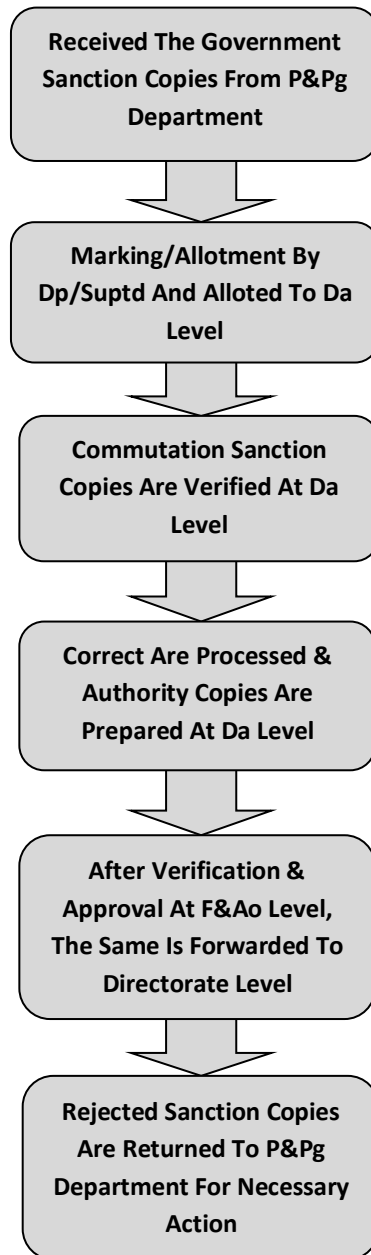 Received The Government
Sanction Copies From P&Pg
Department
Marking/Allotment By
Dp/Suptd And Alloted To Da
Level
Commutation Sanction
Copies Are Verified At Da
Level
Correct Are Processed &
Authority Copies Are
Prepared At Da Level
After Verification &
Approval At F&Ao Level,
The Same Is Forwarded To
Directorate Level
Rejected Sanction Copies
Are Returned To P&Pg
Department For Necessary
Action